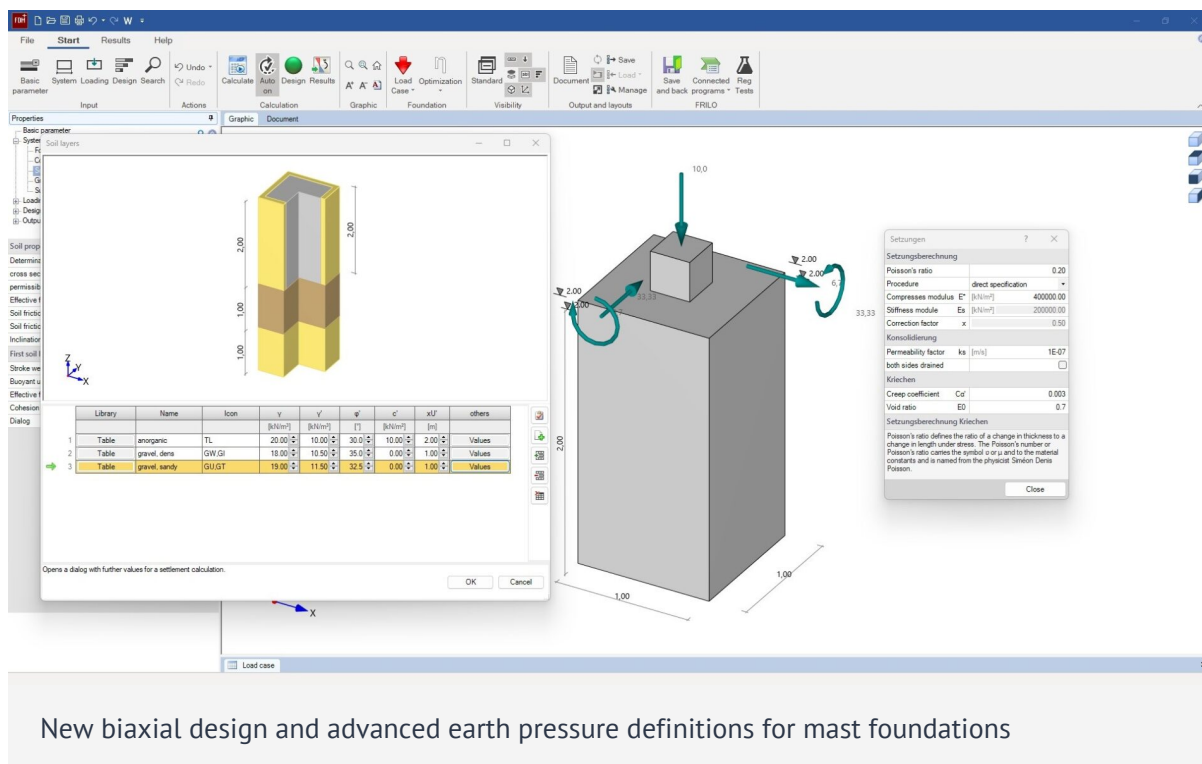 FDM
W
File Start Results Help
Basic parameter
System
Loading
Design
Search
Input
Undo
Redo
Actions
Calculate
Auto on
Design
Results
Calculation
Graphic
Load Case
Optimization
Foundation
Standard
Visibility
Document
Save
Load
Manage
Output and layouts
Save and back
Connected programs
Reg Tests
FRILO
Properties
Graphic Document
Basic parameter
Syste
Loadi
Desig
Outpu
Soil prop
Determina
cross sec
permissib
Effective f
Soil frictic
Soil frictic
Inclination
First soil l
Stroke we
Buoyant u
Effective f
Cohesion
Dialog
Soil layers
2,00
2,00
1,00
1,00
Z
Y
X
Library Name Icon γ γ' φ' c' xU' others
[kN/m³] [kN/m³] [°] [kN/m²] [m]
1 Table anorganic TL 20.00 10.00 30.0 10.00 2.00 Values
2 Table gravel, dens GW,GI 18.00 10.50 35.0 0.00 1.00 Values
3 Table gravel, sandy GU,GT 19.00 11.50 32.5 0.00 1.00 Values
Opens a dialog with further values for a settlement calculation.
OK Cancel
10,0
2.00
2.00
6,7
33,33
2.00
33,33
2,00
1,00
1,00
X
Setzungen ?
Setzungsberechnung
Poisson's ratio 0.20
Procedure direct specification
Compresses modulus E* [kN/m²] 400000.00
Stiffness module Es [kN/m²] 200000.00
Correction factor x 0.50
Konsolidierung
Permeability factor ks [m/s] 1E-07
both sides drained
Kriechen
Creep coefficient Cα' 0.003
Void ratio E0 0.7
Setzungsberechnung Kriechen
Poisson's ratio defines the ratio of a change in thickness to a
change in length under stress. The Poisson's number or
Poisson's ratio carries the symbol υ or µ and to the material
constants and is named from the physicist Siméon Denis
Poisson.
Close
Load case
New biaxial design and advanced earth pressure definitions for mast foundations